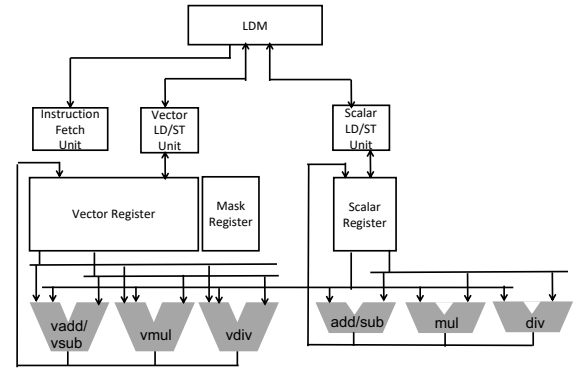 LDM
Instruction
Fetch
Unit
Vector
LD/ST
Unit
Scalar
LD/ST
Unit
Vector Register
Mask
Register
Scalar
Register
vadd/
vsub
vmul
vdiv
add/sub
mul
div